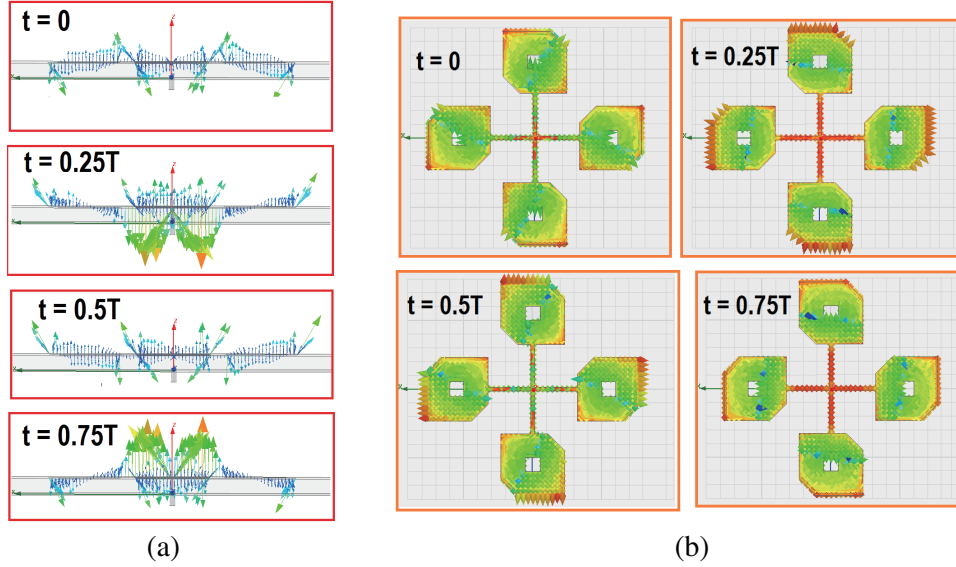 t = 0
t = 0.25T
t = 0.5T
t = 0.75T
(a)
t = 0
t = 0.25T
t = 0.5T
t = 0.75T
(b)